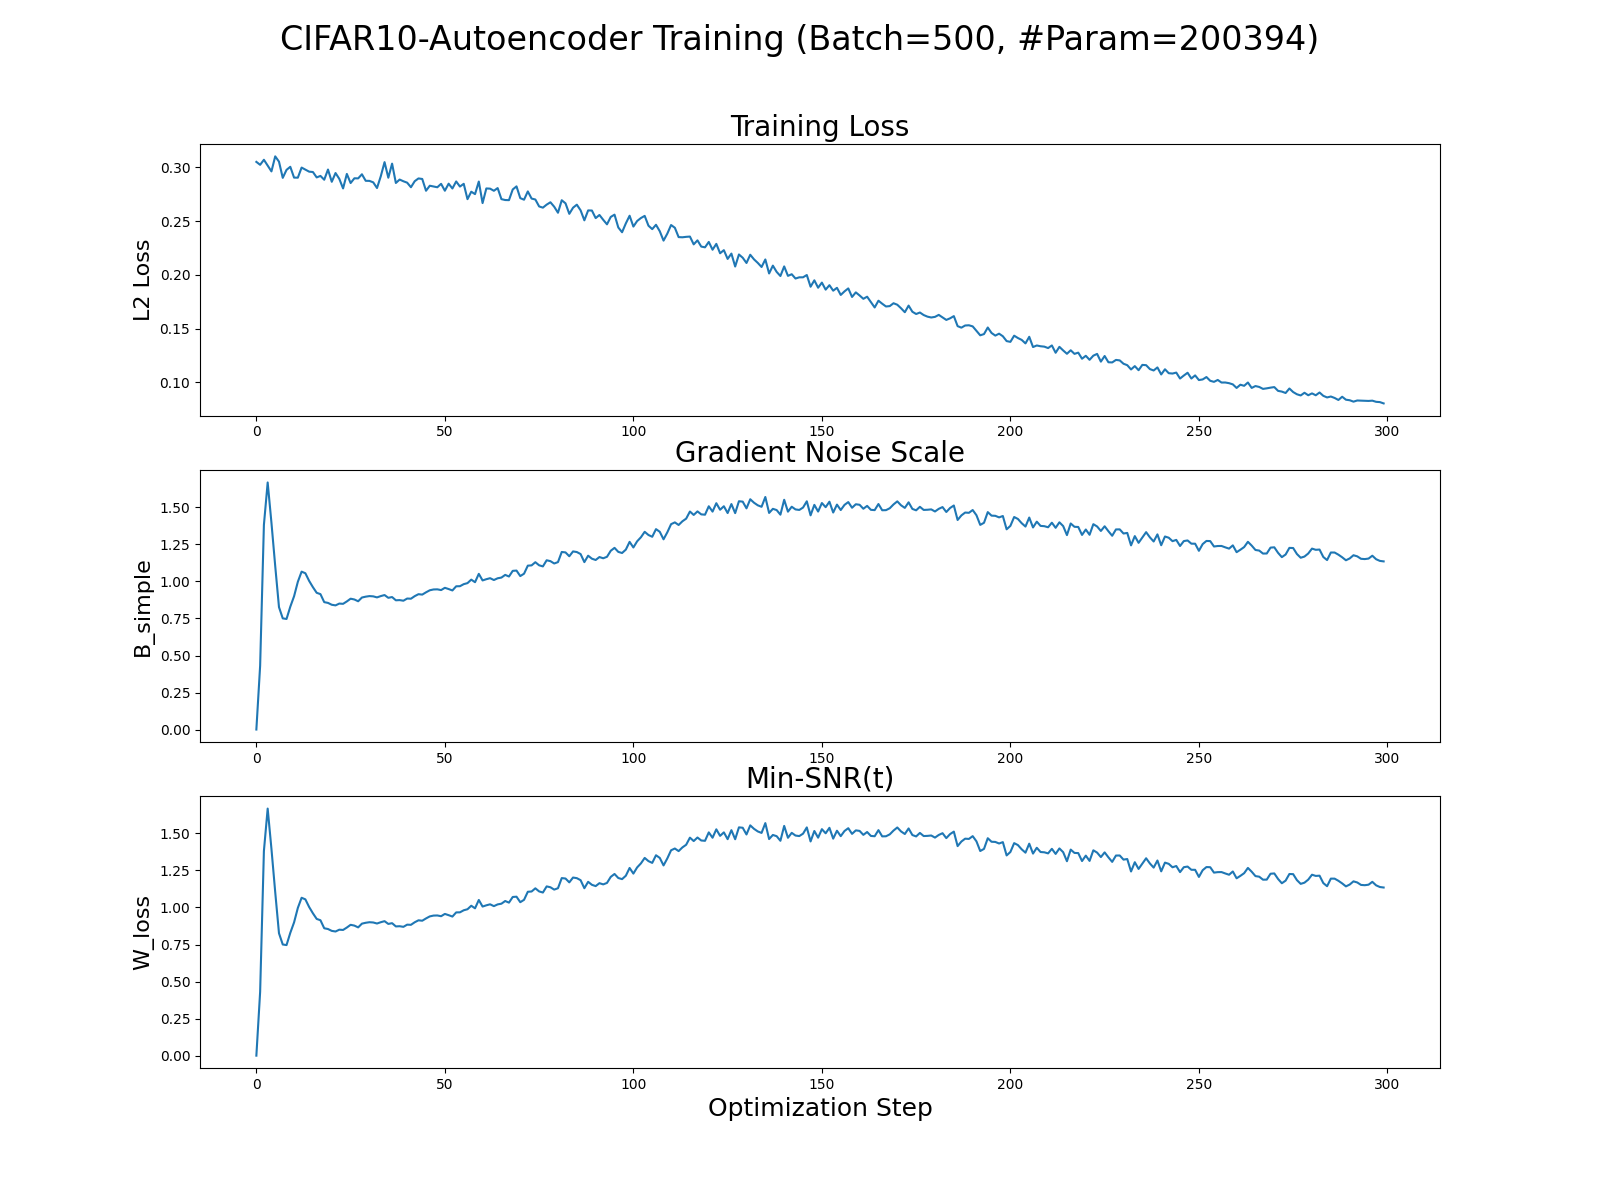 CIFAR10-Autoencoder Training (Batch=500, #Param=200394)
Training Loss
L2 Loss
0.30
0.25
0.20
0.15
0.10
0 50 100 150 200 250 300
Gradient Noise Scale
B_simple
1.50
1.25
1.00
0.75
0.50
0.25
0.00
0 50 100 150 200 250 300
Min-SNR(t)
W_loss
1.50
1.25
1.00
0.75
0.50
0.25
0.00
0 50 100 150 200 250 300
Optimization Step